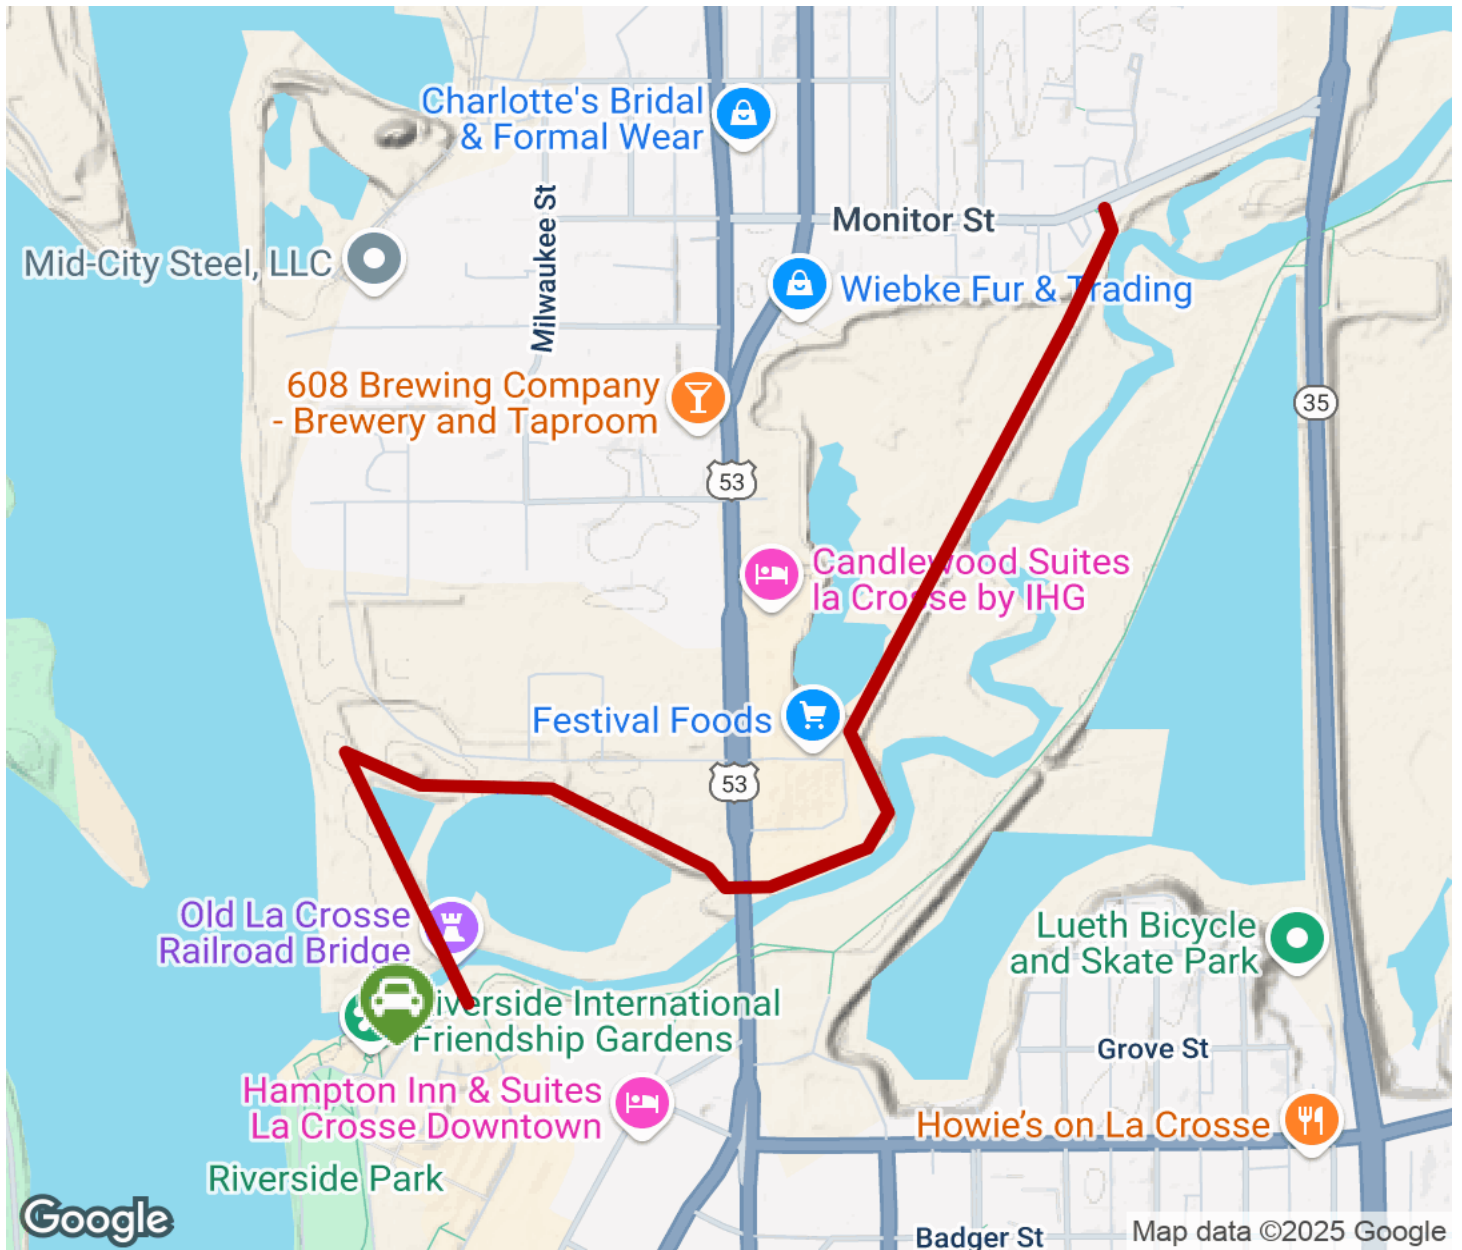 Charlotte's Bridal
& Formal Wear
Milwaukee St
Monitor St
Mid-City Steel, LLC
Wiebke Fur & Trading
608 Brewing Company
- Brewery and Taproom
35
53
Candlewood Suites
la Crosse by IHG
Festival Foods
53
Old La Crosse
Railroad Bridge
Lueth Bicycle
and Skate Park
Riverside International
Friendship Gardens
Grove St
Hampton Inn & Suites
La Crosse Downtown
Howie's on La Crosse
Riverside Park
Google
Badger St
Map data ©2025 Google